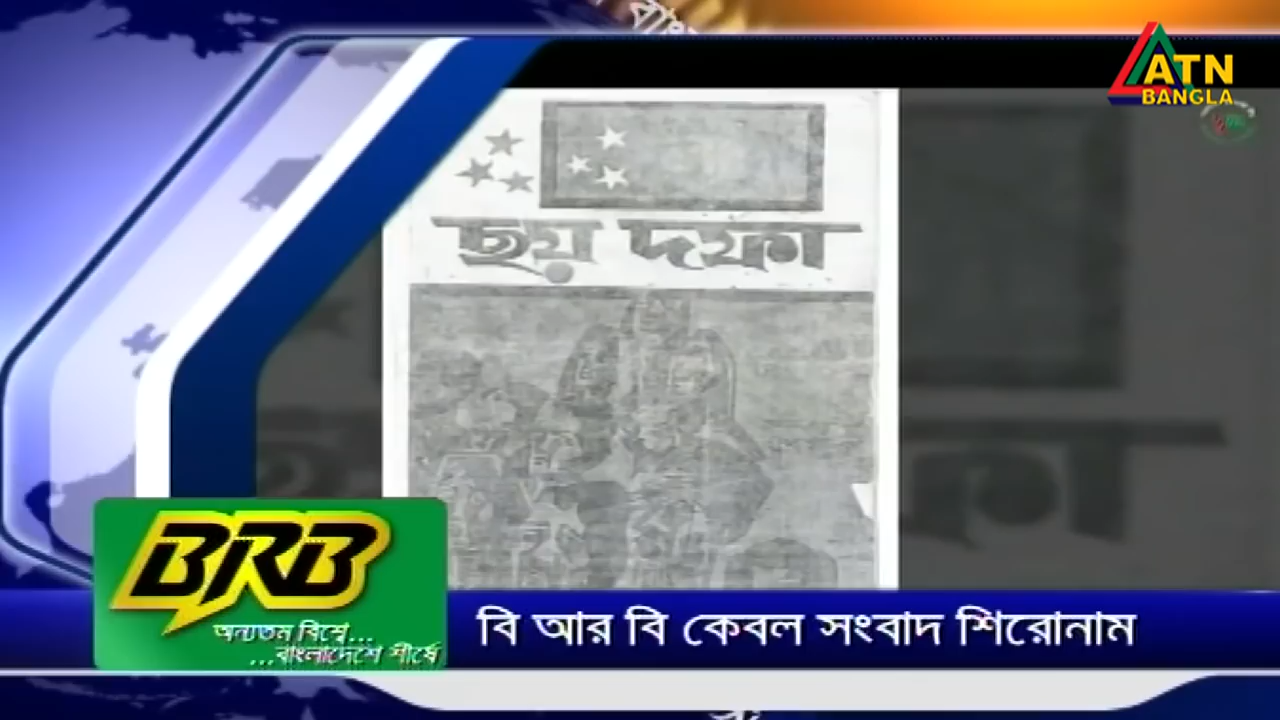 ATN
BANGLA
ছয় দফা
BRB
অন্যতম বিশ্বে...
...বাংলাদেশে শীর্ষে
বি আর বি কেবল সংবাদ শিরোনাম